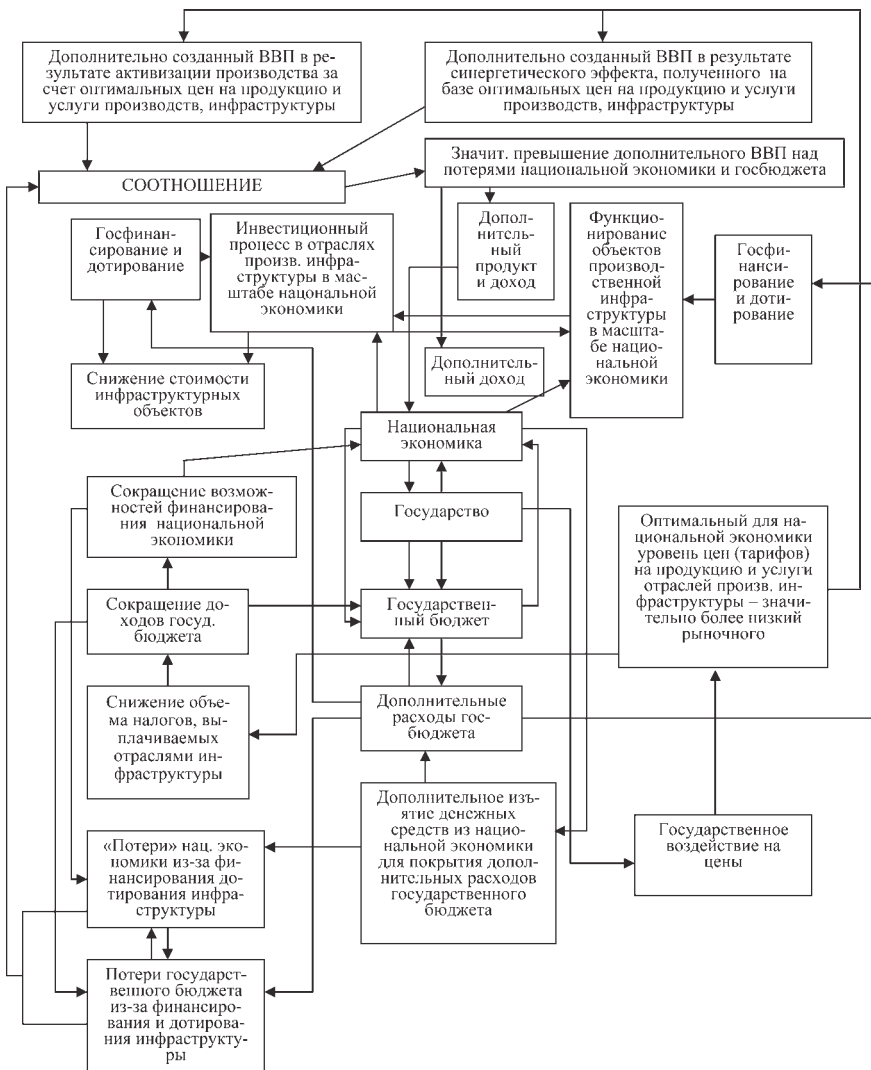 Дополнительно созданный ВВП в ре-
зультате активизации производства за
счет оптимальных цен на продукцию и
услуги производств, инфраструктуры
Дополнительно созданный ВВП в результате
синергетического эффекта, полученного на
базе оптимальных цен на продукцию и услуги
производств, инфраструктуры
СООТНОШЕНИЕ
Значит. превышение дополнительного ВВП над
потерями национальной экономики и госбюджета
Госфинан-
сирование и
дотирование
Инвестиционный
процесс в отраслях
произв. инфра-
структуры в мас-
штабе нацональной
экономики
Допол-
нитель-
ный
продукт
и доход
Функцио-
нирование
объектов
производ-
ственной
инфра-
структуры
в масшта-
бе нацио-
нальной
экономики
Госфи-
нанси-
рование
и доти-
рование
Дополнитель-
ный доход
Снижение стоимости
инфраструктурных
объектов
Национальная
экономика
Сокращение возмож-
ностей финансирова-
ния национальной
экономики
Государство
Оптимальный для на-
циональной экономики
уровень цен (тарифов)
на продукцию и услуги
отраслей произв. ин-
фраструктуры – значи-
тельно более низкий
рыночного
Сокращение до-
ходов госуд.
бюджета
Государствен-
ный бюджет
Снижение объе-
ма налогов, вы-
плачиваемых
отраслями ин-
фраструктуры
Дополнительные
расходы гос-
бюджета
Дополнительное изъ-
ятие денежных
средств из нацио-
нальной экономики
для покрытия допол-
нительных расходов
государственного
бюджета
Государственное
воздействие на
цены
«Потери» нац. эко-
номики из-за фи-
нансирования до-
тирования инфра-
структуры
Потери государст-
венного бюджета
из-за финансиро-
вания и дотирова-
ния инфраструкту-
ры